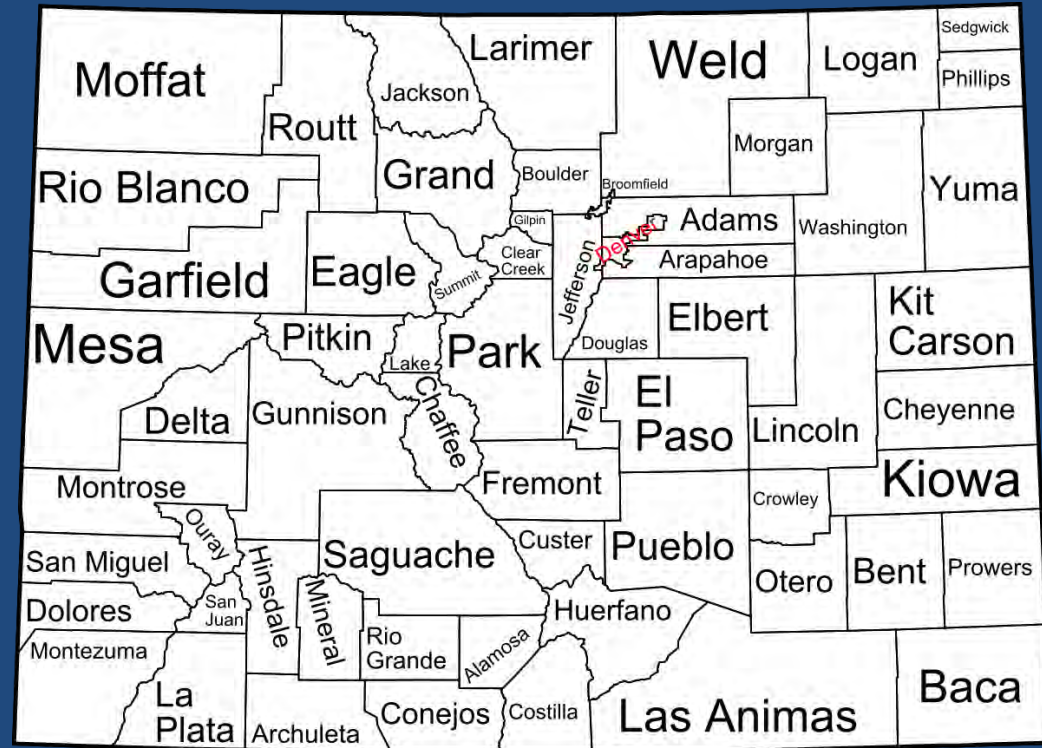 Sedgwick
Larimer
Weld
Logan
Moffat
Phillips
Jackson
Routt
Morgan
Grand
Boulder
Rio Blanco
Broomfield
Yuma
Gilpin
Adams
Washington
Denver
Clear
Creek
Arapahoe
Garfield
Eagle
Summit
Jefferson
Kit
Carson
Elbert
Mesa
Pitkin
Douglas
Park
Lake
Teller
El
Paso
Cheyenne
Delta
Gunnison
Chaffee
Lincoln
Montrose
Fremont
Kiowa
Crowley
Ouray
Custer
Pueblo
Saguache
San Miguel
Hinsdale
Otero
Bent
Prowers
Dolores
San
Juan
Mineral
Huerfano
Rio
Grande
Alamosa
Montezuma
La
Plata
Archuleta
Conejos
Costilla
Las Animas
Baca